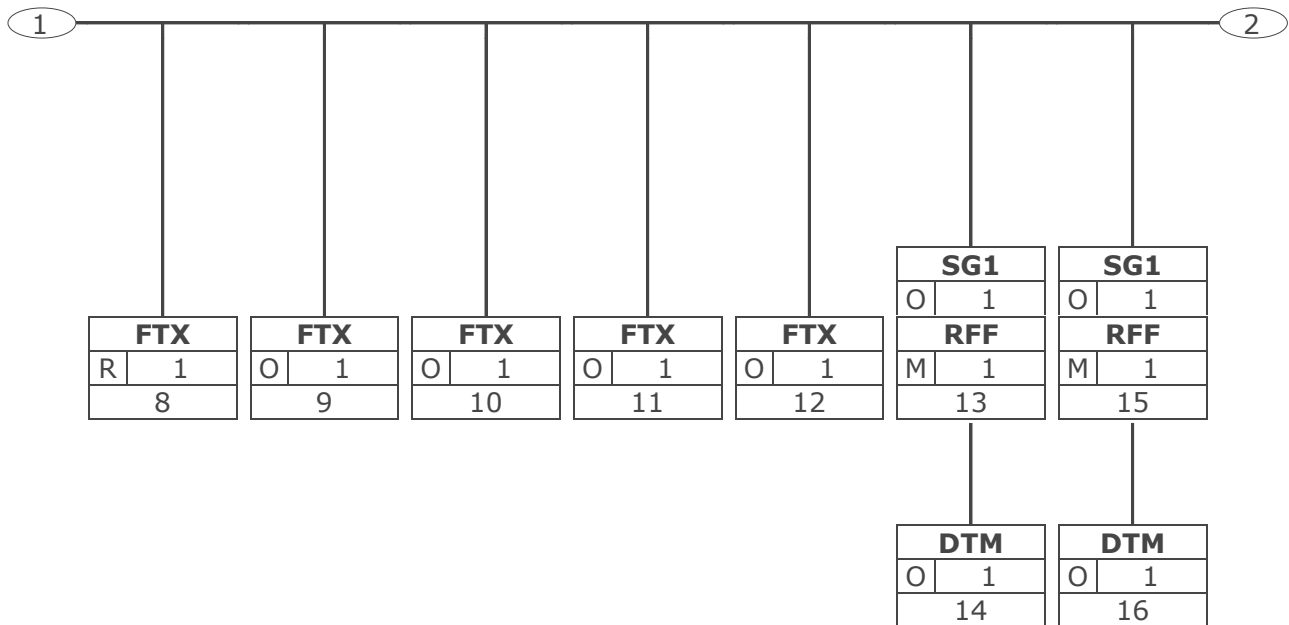 1 2
SG1 SG1
O 1 O 1
FTX FTX FTX FTX FTX RFF RFF
R 1 O 1 O 1 O 1 O 1 M 1 M 1
8 9 10 11 12 13 15
DTM DTM
O 1 O 1
14 16